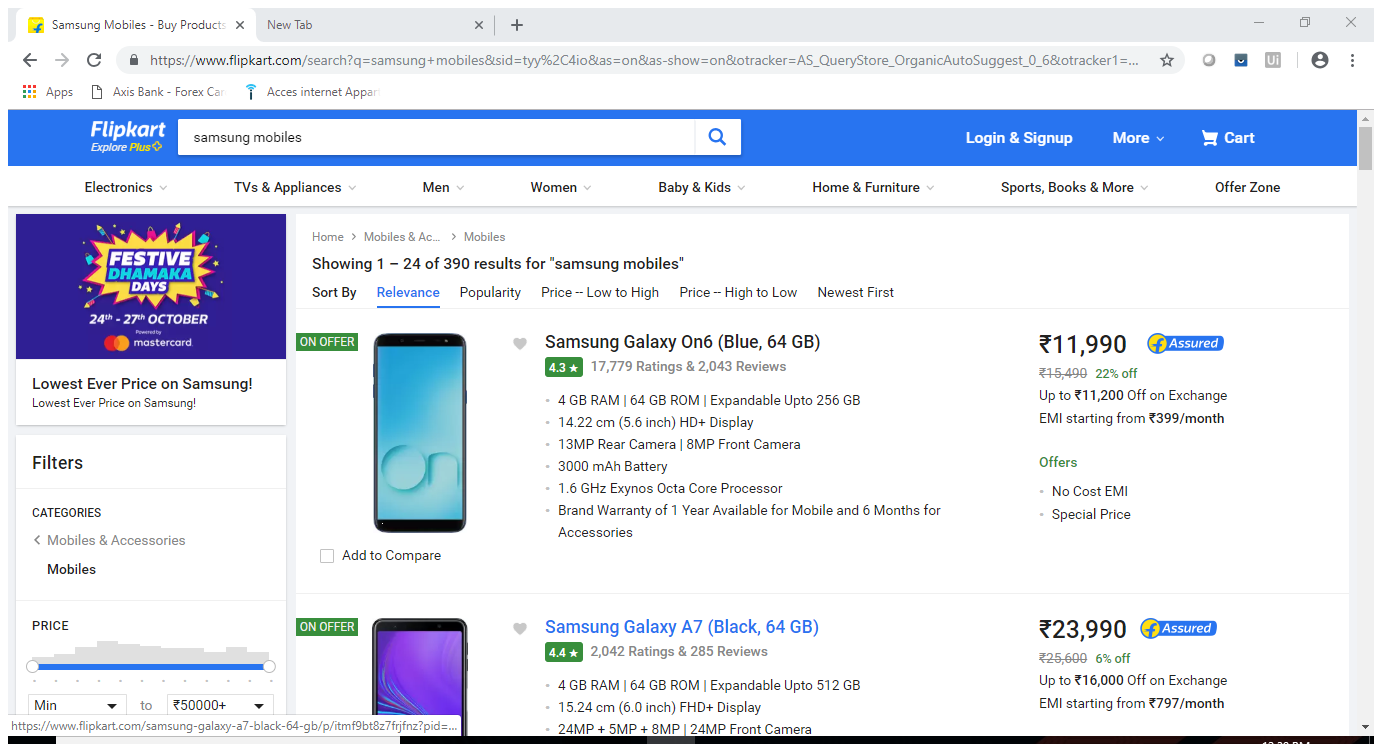 Samsung Mobiles - Buy Products
New Tab
https://www.flipkart.com/search?q=samsung+mobiles&sid=tyy%2C4io&as=on&as-show=on&otracker=AS_QueryStore_OrganicAutoSuggest_0_6&otracker1=...
Apps
Axis Bank - Forex Car
Acces internet Appar
Flipkart
Explore Plus
samsung mobiles
Login & Signup
More
Cart
Electronics
TVs & Appliances
Men
Women
Baby & Kids
Home & Furniture
Sports, Books & More
Offer Zone
FESTIVE
DHAMAKA
DAYS
24th - 27th OCTOBER
Powered by
mastercard
Lowest Ever Price on Samsung!
Lowest Ever Price on Samsung!
Filters
CATEGORIES
Mobiles & Accessories
Mobiles
PRICE
Min to ₹50000+
Home > Mobiles & Ac... > Mobiles
Showing 1 – 24 of 390 results for "samsung mobiles"
Sort By Relevance Popularity Price -- Low to High Price -- High to Low Newest First
ON OFFER
on
Add to Compare
Samsung Galaxy On6 (Blue, 64 GB)
4.3 ★ 17,779 Ratings & 2,043 Reviews
4 GB RAM | 64 GB ROM | Expandable Upto 256 GB
14.22 cm (5.6 inch) HD+ Display
13MP Rear Camera | 8MP Front Camera
3000 mAh Battery
1.6 GHz Exynos Octa Core Processor
Brand Warranty of 1 Year Available for Mobile and 6 Months for
Accessories
₹11,990
Assured
₹15,490 22% off
Up to ₹11,200 Off on Exchange
EMI starting from ₹399/month
Offers
No Cost EMI
Special Price
ON OFFER
Samsung Galaxy A7 (Black, 64 GB)
4.4 ★ 2,042 Ratings & 285 Reviews
4 GB RAM | 64 GB ROM | Expandable Upto 512 GB
15.24 cm (6.0 inch) FHD+ Display
24MP + 5MP + 8MP | 24MP Front Camera
₹23,990
Assured
₹25,600 6% off
Up to ₹16,000 Off on Exchange
EMI starting from ₹797/month
https://www.flipkart.com/samsung-galaxy-a7-black-64-gb/p/itmf9bt8z7frjfnz?pid=...